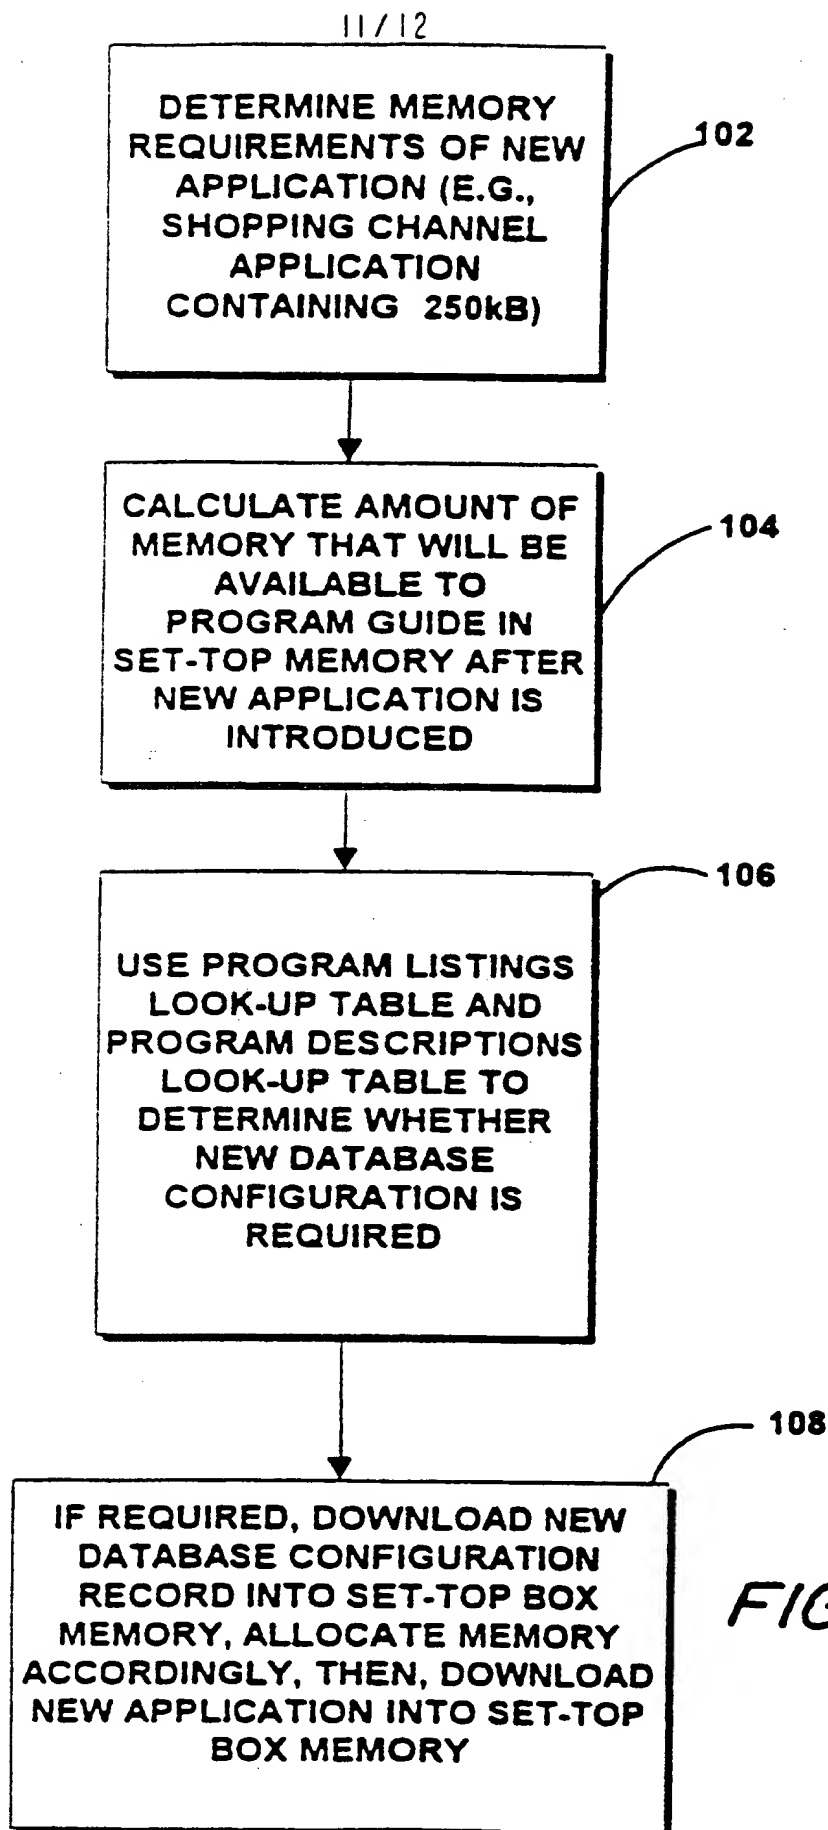 11/12
DETERMINE MEMORY
REQUIREMENTS OF NEW
APPLICATION (E.G.,
SHOPPING CHANNEL
APPLICATION
CONTAINING 250kB)
102
CALCULATE AMOUNT OF
MEMORY THAT WILL BE
AVAILABLE TO
PROGRAM GUIDE IN
SET-TOP MEMORY AFTER
NEW APPLICATION IS
INTRODUCED
104
USE PROGRAM LISTINGS
LOOK-UP TABLE AND
PROGRAM DESCRIPTIONS
LOOK-UP TABLE TO
DETERMINE WHETHER
NEW DATABASE
CONFIGURATION IS
REQUIRED
106
IF REQUIRED, DOWNLOAD NEW
DATABASE CONFIGURATION
RECORD INTO SET-TOP BOX
MEMORY, ALLOCATE MEMORY
ACCORDINGLY, THEN, DOWNLOAD
NEW APPLICATION INTO SET-TOP
BOX MEMORY
108
FIG